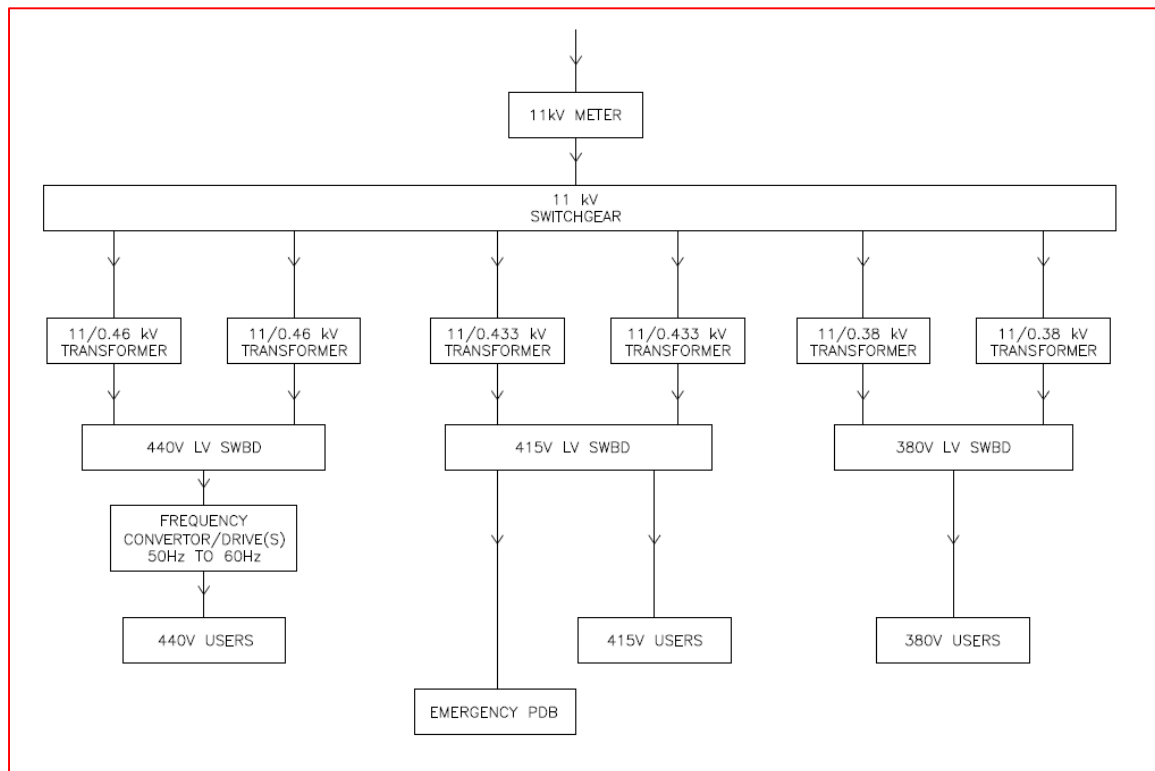 11kV METER
11 kV
SWITCHGEAR
11/0.46 kV
TRANSFORMER
11/0.46 kV
TRANSFORMER
11/0.433 kV
TRANSFORMER
11/0.433 kV
TRANSFORMER
11/0.38 kV
TRANSFORMER
11/0.38 kV
TRANSFORMER
440V LV SWBD
415V LV SWBD
380V LV SWBD
FREQUENCY
CONVERTOR/DRIVE(S)
50Hz TO 60Hz
440V USERS
415V USERS
380V USERS
EMERGENCY PDB